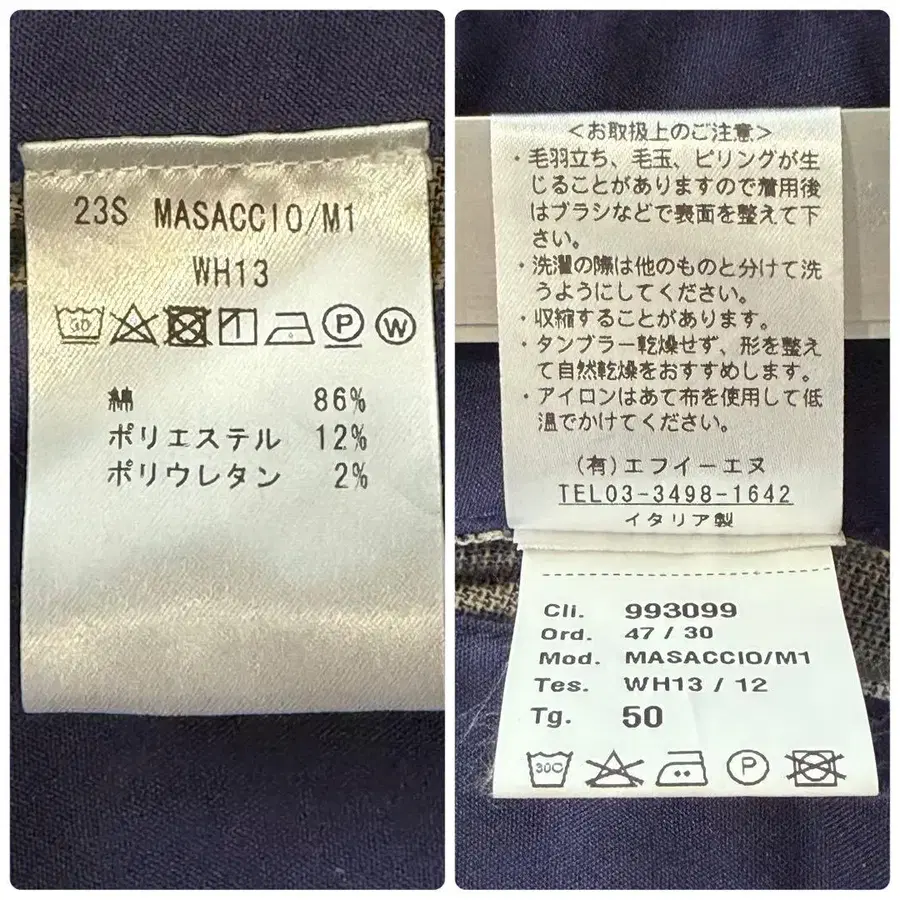 23S MASACCIO/M1
WH13
30
P
W
綿 86%
ポリエステル 12%
ポリウレタン 2%
<お取扱上のご注意>
・毛羽立ち、毛玉、ピリングが生
じることがありますので着用後
はブラシなどで表面を整えて下
さい。
・洗濯の際は他のものと分けて洗
うようにしてください。
・収縮することがあります。
・タンブラー乾燥せず、形を整え
て自然乾燥をおすすめします。
・アイロンはあて布を使用して低
温でかけてください。
(有)エフイーエヌ
TEL03-3498-1642
イタリア製
Cli. 993099
Ord. 47 / 30
Mod. MASACCIO/M1
Tes. WH13 / 12
Tg. 50
30C
P